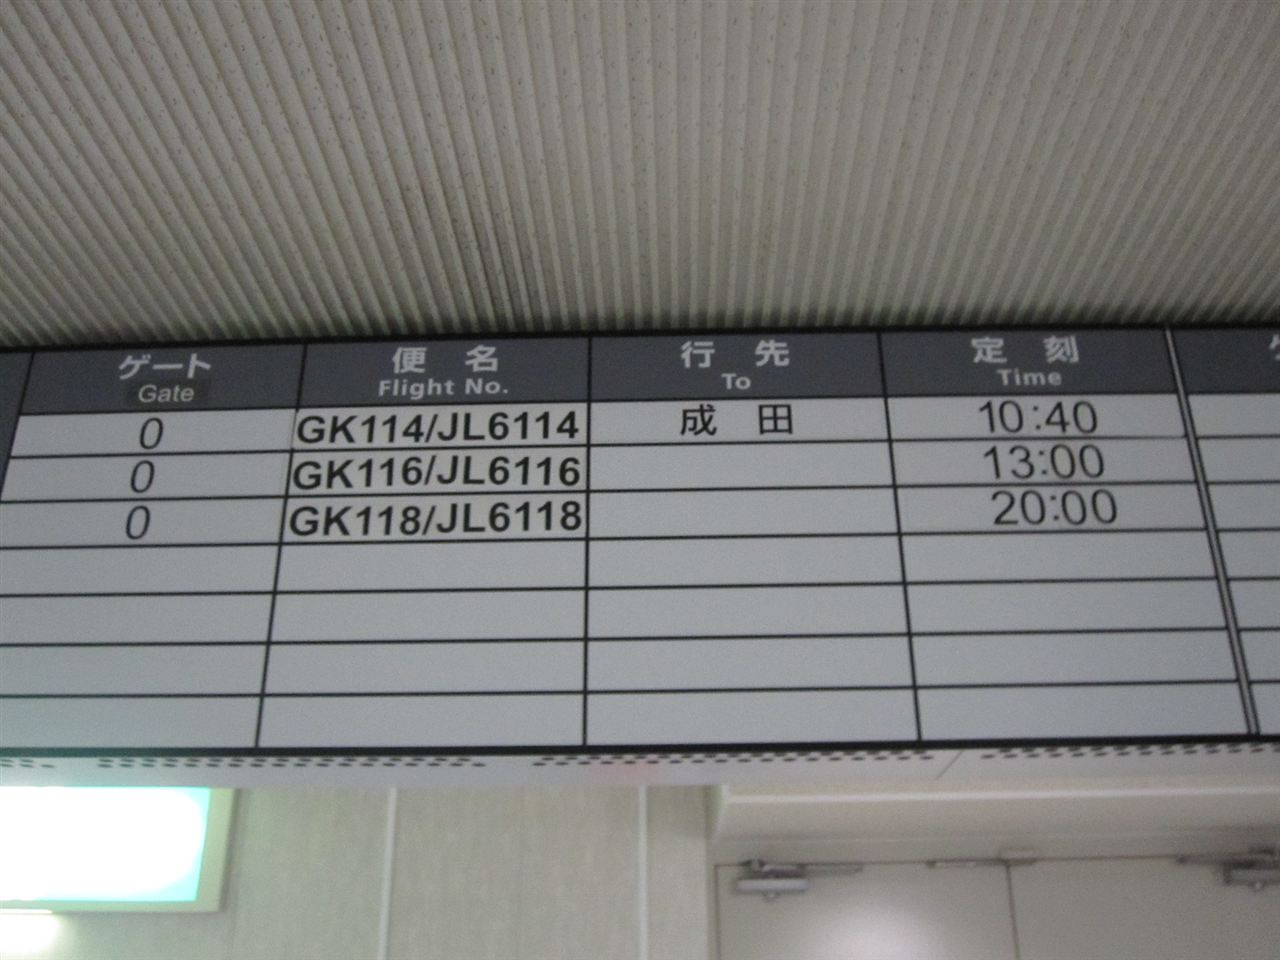 ゲート 便 名 行 先 定 刻
Gate Flight No. To Time
0 GK114/JL6114 成 田 10:40
0 GK116/JL6116 13:00
0 GK118/JL6118 20:00